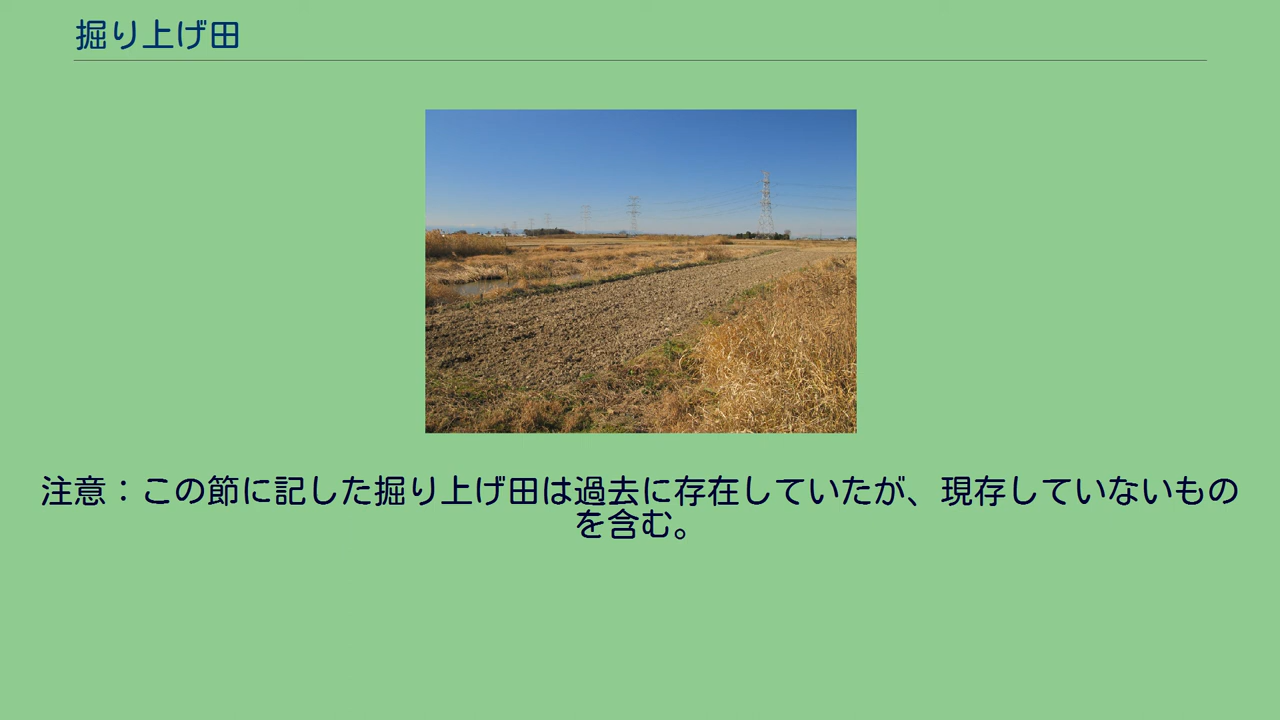 掘り上げ田
注意：この節に記した掘り上げ田は過去に存在していたが、現存していないもの
を含む。